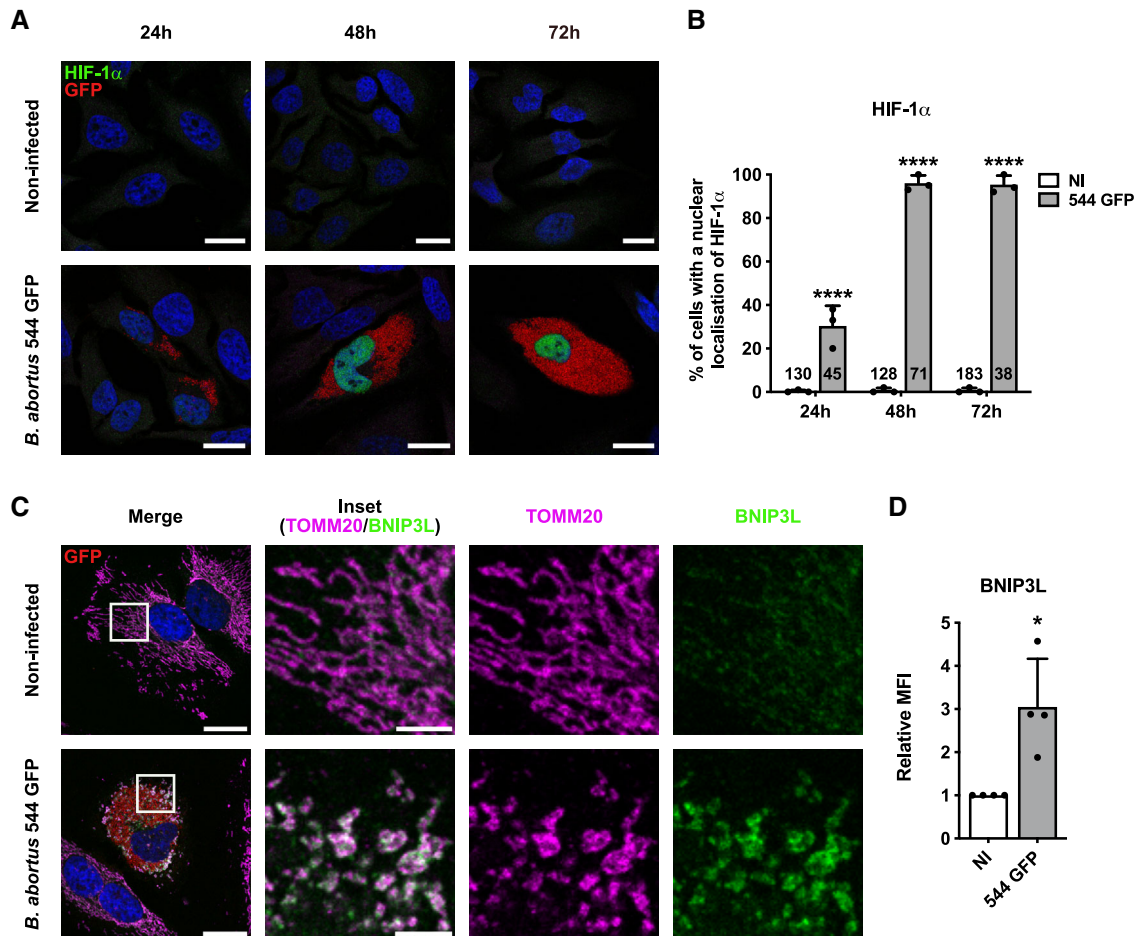 A
24h
48h
72h
Non-infected
HIF-1α
GFP
B. abortus 544 GFP
B
HIF-1α
% of cells with a nuclear
localisation of HIF-1α
100
80
60
40
20
0
****
****
****
130
45
128
71
183
38
24h
48h
72h
NI
544 GFP
C
Merge
Inset
(TOMM20/BNIP3L)
TOMM20
BNIP3L
Non-infected
GFP
B. abortus 544 GFP
D
BNIP3L
Relative MFI
5
4
3
2
1
0
*
NI
544 GFP